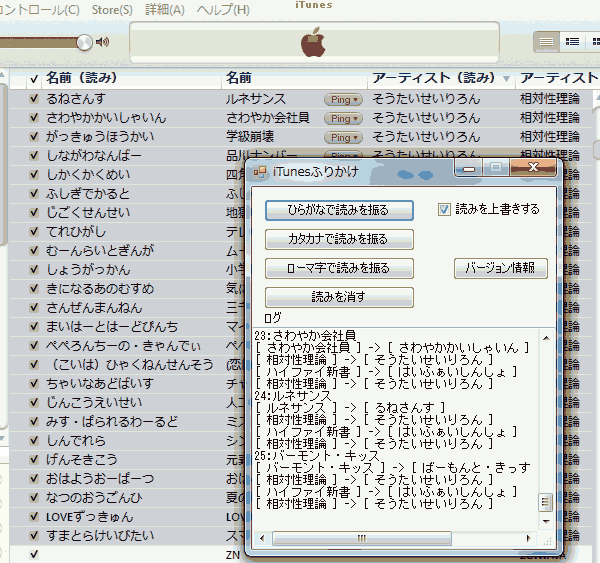 iTunes
コントロール(C) Store(S) 詳細(A) ヘルプ(H)
名前（読み） 名前 アーティスト（読み） アーティスト
るねさんす ルネサンス Ping そうたいせいりろん 相対性理論
さわやかかいしゃいん さわやか会社員 Ping そうたいせいりろん 相対性理論
がっきゅうほうかい 学級崩壊 Ping そうたいせいりろん 相対性理論
しながわなんばー 品川ナンバー Ping そうたいせいりろん 相対性理論
しかくかくめい 四角
ふしぎでかると ふし
じごくせんせい 地獄
てれひがし テレ
むーんらいとぎんが ムー
しょうがっかん 小学
きになるあのむすめ 気に
さんぜんまんねん 三千
まいはーとはーどぴんち マイ
ぺぺろんちーの・きゃんでぃ ペペ
（こいは）ひゃくねんせんそう (恋
ちゃいなあどばいす チャ
じんこうえいせい 人工
みす・ぱられるわーるど ミス
しんでれら シン
げんそきこう 元素
おはようおーぱーつ おは
なつのおうごんひ 夏の
LOVEずっきゅん LOV
すまとらけいびたい スマ
ZN
iTunesふりかけ
ひらがなで読みを振る
読みを上書きする
カタカナで読みを振る
ローマ字で読みを振る
バージョン情報
読みを消す
ログ
23:さわやか会社員
[ さわやか会社員 ] -> [ さわやかかいしゃいん ]
[ 相対性理論 ] -> [ そうたいせいりろん ]
[ ハイファイ新書 ] -> [ はいふぁいしんしょ ]
[ 相対性理論 ] -> [ そうたいせいりろん ]
24:ルネサンス
[ ルネサンス ] -> [ るねさんす ]
[ 相対性理論 ] -> [ そうたいせいりろん ]
[ ハイファイ新書 ] -> [ はいふぁいしんしょ ]
[ 相対性理論 ] -> [ そうたいせいりろん ]
25:バーモント・キッス
[ バーモント・キッス ] -> [ ばーもんと・きっす
[ 相対性理論 ] -> [ そうたいせいりろん ]
[ ハイファイ新書 ] -> [ はいふぁいしんしょ ]
[ 相対性理論 ] -> [ そうたいせいりろん ]